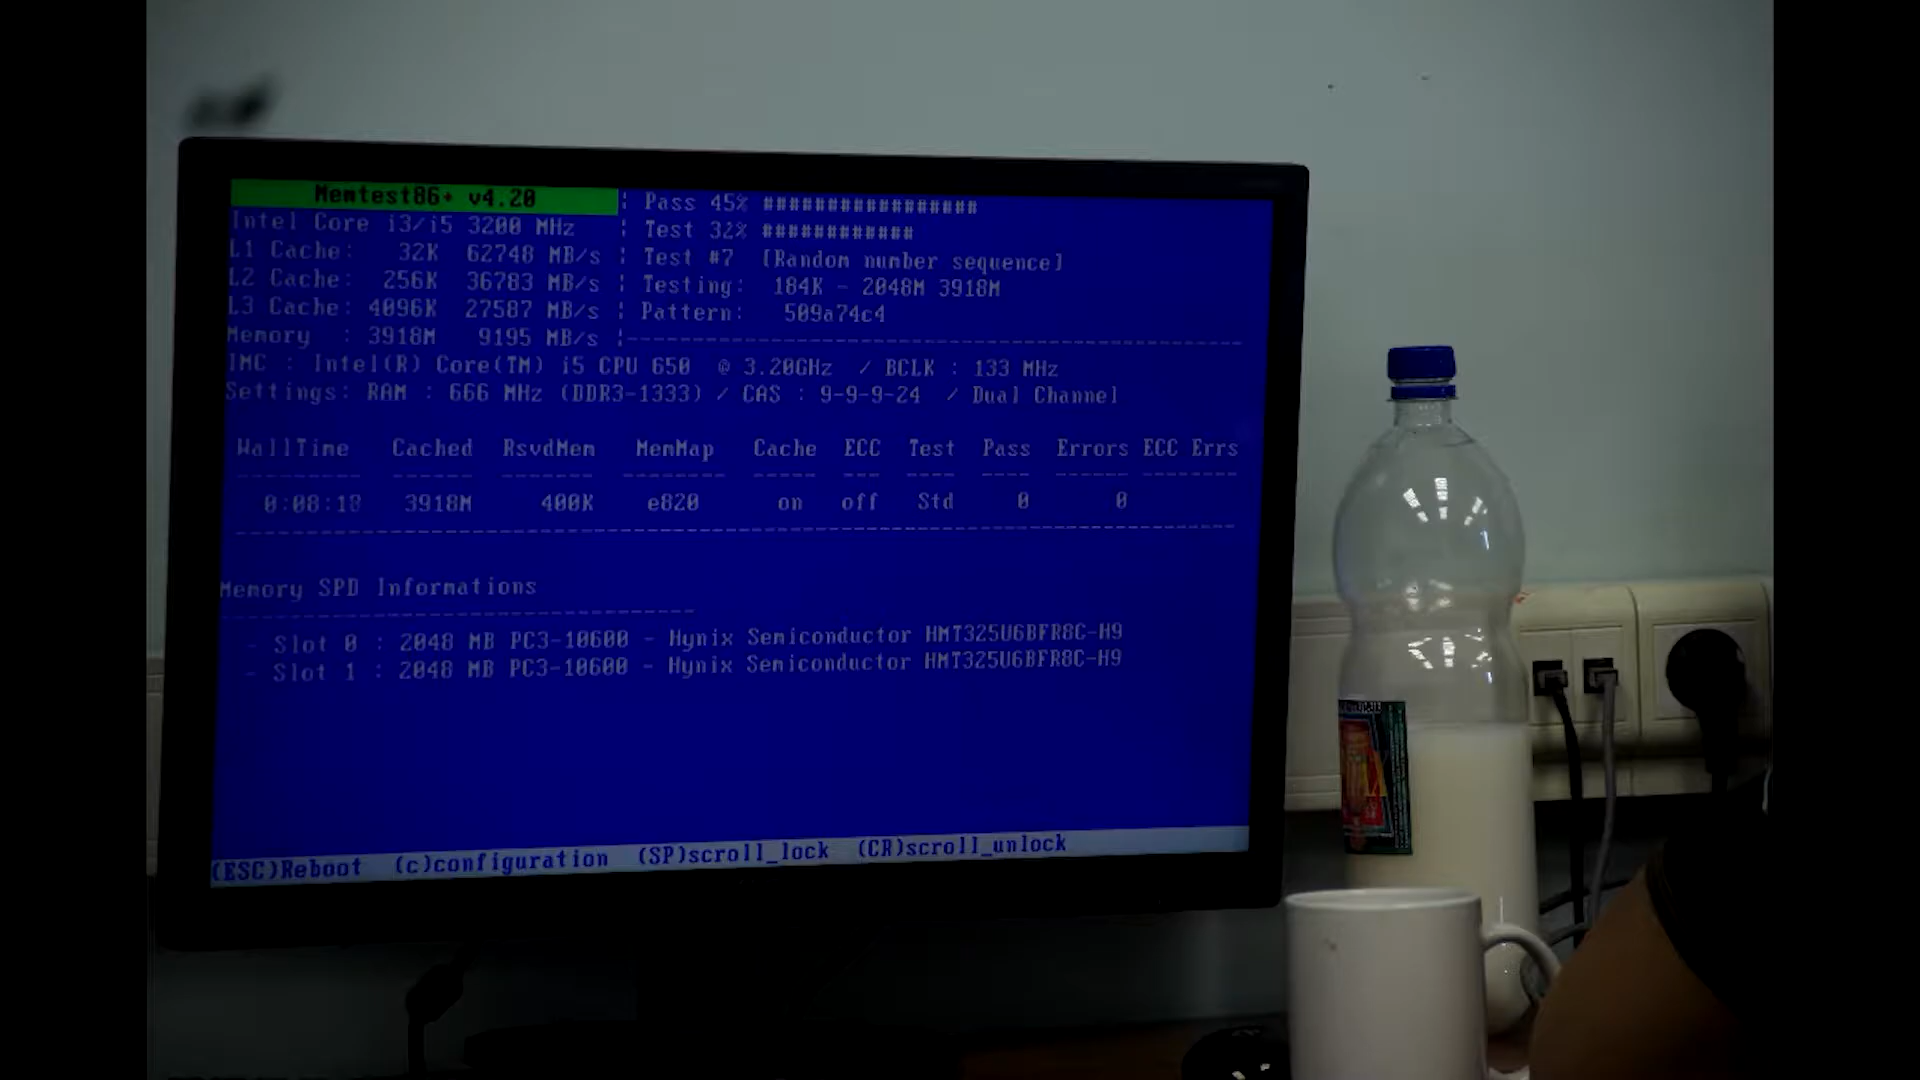 Memtest86+ v4.20 | Pass 45% #################
Intel Core i3/i5 3200 MHz | Test 32% ############
L1 Cache: 32K 62748 MB/s | Test #7 [Random number sequence]
L2 Cache: 256K 36783 MB/s | Testing: 184K - 2048M 3918M
L3 Cache: 4096K 27587 MB/s | Pattern: 509a74c4
Memory : 3918M 9195 MB/s |
IMC : Intel(R) Core(TM) i5 CPU 650 @ 3.20GHz / BCLK : 133 MHz
Settings: RAM : 666 MHz (DDR3-1333) / CAS : 9-9-9-24 / Dual Channel
WallTime Cached RsvdMem MemMap Cache ECC Test Pass Errors ECC Errs
0:08:18 3918M 400K e820 on off Std 0 0
Memory SPD Informations
- Slot 0 : 2048 MB PC3-10600 - Hynix Semiconductor HMT325U6BFR8C-H9
- Slot 1 : 2048 MB PC3-10600 - Hynix Semiconductor HMT325U6BFR8C-H9
(ESC)Reboot (c)configuration (SP)scroll_lock (CR)scroll_unlock